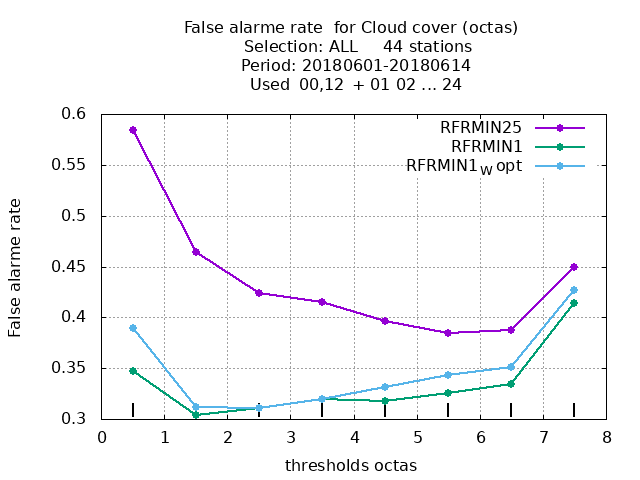 False alarme rate  for Cloud cover (octas)
Selection: ALL     44 stations
Period: 20180601-20180614
Used  00,12  + 01 02 ... 24
RFRMIN25
RFRMIN1
RFRMIN1w opt
0.6
0.55
0.5
0.45
0.4
0.35
0.3
False alarme rate
0 1 2 3 4 5 6 7 8
thresholds octas